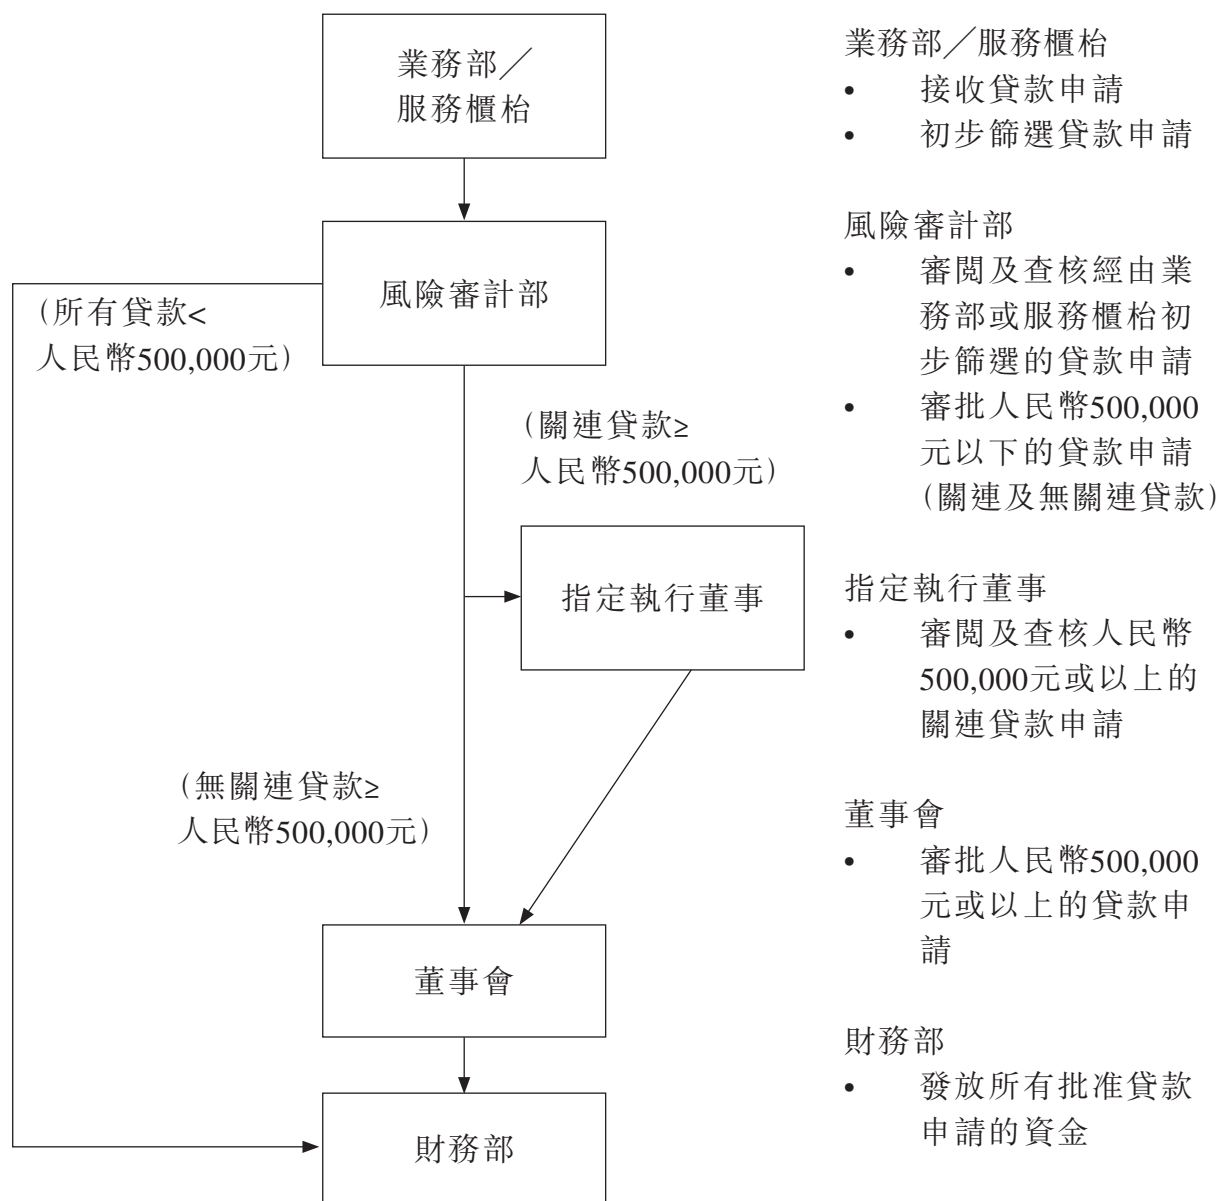 業務部╱
服務櫃枱
風險審計部
(所有貸款<
人民幣500,000元)
(關連貸款≥
人民幣500,000元)
指定執行董事
(無關連貸款≥
人民幣500,000元)
董事會
財務部
業務部╱服務櫃枱
• 接收貸款申請
• 初步篩選貸款申請
風險審計部
• 審閱及查核經由業
務部或服務櫃枱初
步篩選的貸款申請
• 審批人民幣500,000
元以下的貸款申請
(關連及無關連貸款)
指定執行董事
• 審閱及查核人民幣
500,000元或以上的
關連貸款申請
董事會
• 審批人民幣500,000
元或以上的貸款申
請
財務部
• 發放所有批准貸款
申請的資金